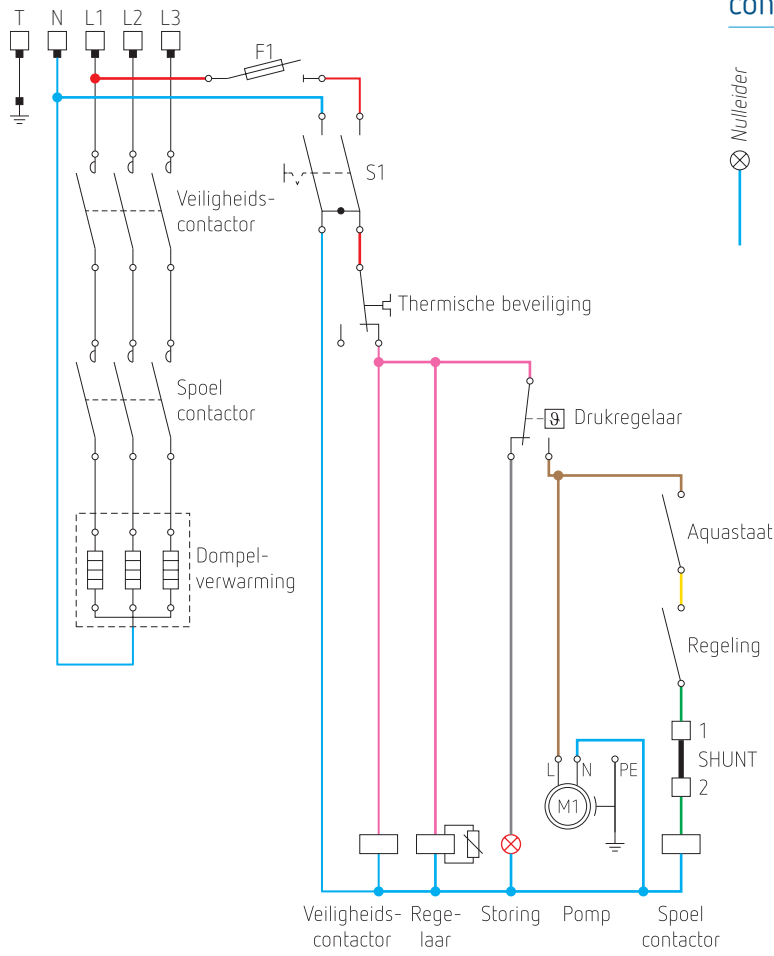 con
T N L1 L2 L3
F1
Nulleider
S1
Veiligheids-
contactor
Thermische beveiliging
Spoel
contactor
ϑ Drukregelaar
Aquastaat
Dompel-
verwarming
Regeling
1
SHUNT
2
L N PE
M1
Veiligheids-
contactor
Rege-
laar
Storing
Pomp
Spoel
contactor